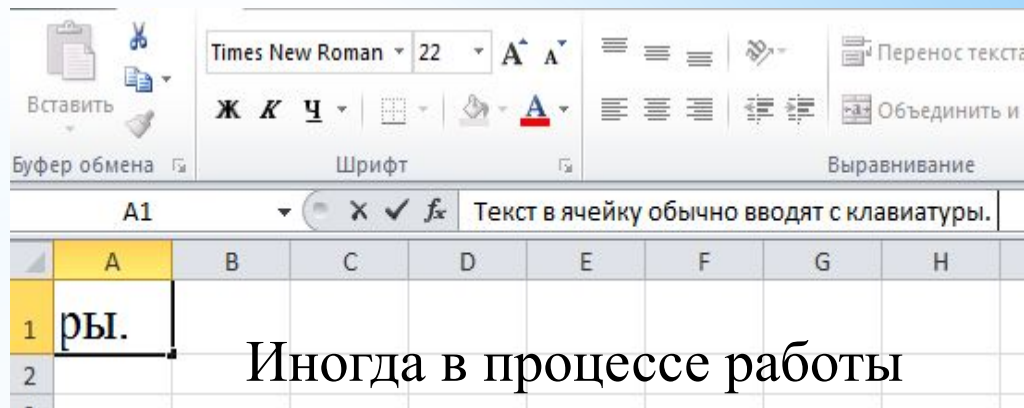 Times New Roman 22 A A Перенос текста
Вставить Ж К Ч А Объединить и
Буфер обмена Шрифт Выравнивание
A1 fx Текст в ячейку обычно вводят с клавиатуры.
A B C D E F G H
1 ры.
2 Иногда в процессе работы